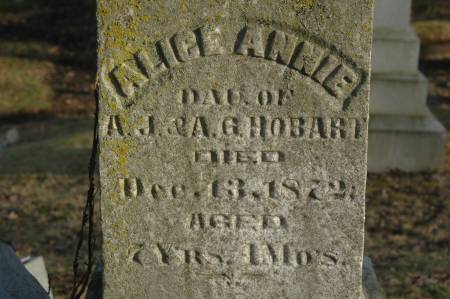 ALICE ANNIE
DAU. OF
A.J. & A.G. HOBART
DIED
Dec. 13, 1872;
AGED
7 Yrs. 1 Mo's.